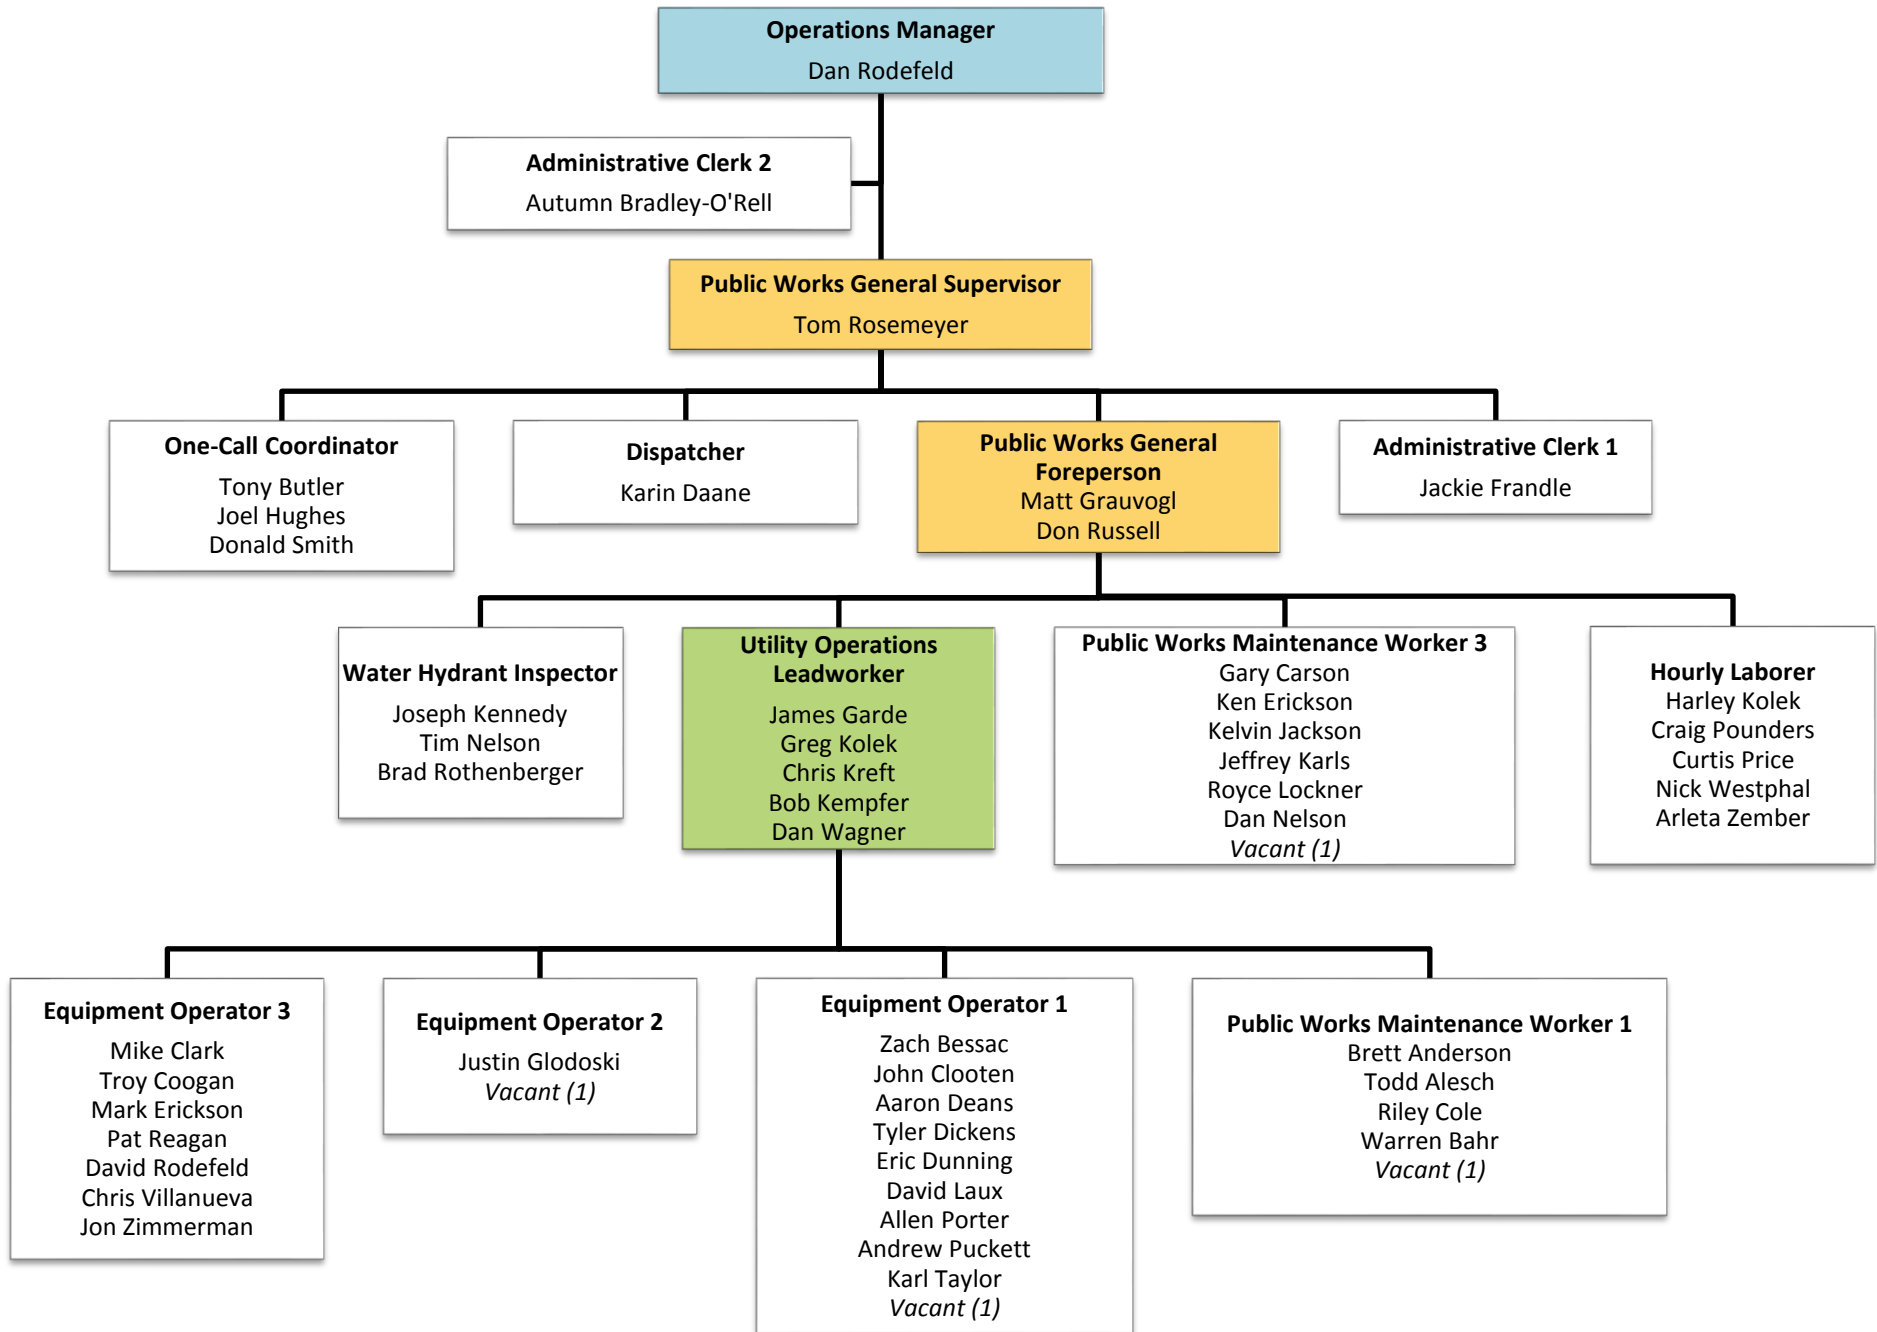 Operations Manager
Dan Rodefeld
Administrative Clerk 2
Autumn Bradley-O'Rell
Public Works General Supervisor
Tom Rosemeyer
One-Call Coordinator
Tony Butler
Joel Hughes
Donald Smith
Dispatcher
Karin Daane
Public Works General
Foreperson
Matt Grauvogl
Don Russell
Administrative Clerk 1
Jackie Frandle
Water Hydrant Inspector
Joseph Kennedy
Tim Nelson
Brad Rothenberger
Utility Operations
Leadworker
James Garde
Greg Kolek
Chris Kreft
Bob Kempfer
Dan Wagner
Public Works Maintenance Worker 3
Gary Carson
Ken Erickson
Kelvin Jackson
Jeffrey Karls
Royce Lockner
Dan Nelson
Vacant (1)
Hourly Laborer
Harley Kolek
Craig Pounders
Curtis Price
Nick Westphal
Arleta Zember
Equipment Operator 3
Mike Clark
Troy Coogan
Mark Erickson
Pat Reagan
David Rodefeld
Chris Villanueva
Jon Zimmerman
Equipment Operator 2
Justin Glodoski
Vacant (1)
Equipment Operator 1
Zach Bessac
John Clooten
Aaron Deans
Tyler Dickens
Eric Dunning
David Laux
Allen Porter
Andrew Puckett
Karl Taylor
Vacant (1)
Public Works Maintenance Worker 1
Brett Anderson
Todd Alesch
Riley Cole
Warren Bahr
Vacant (1)